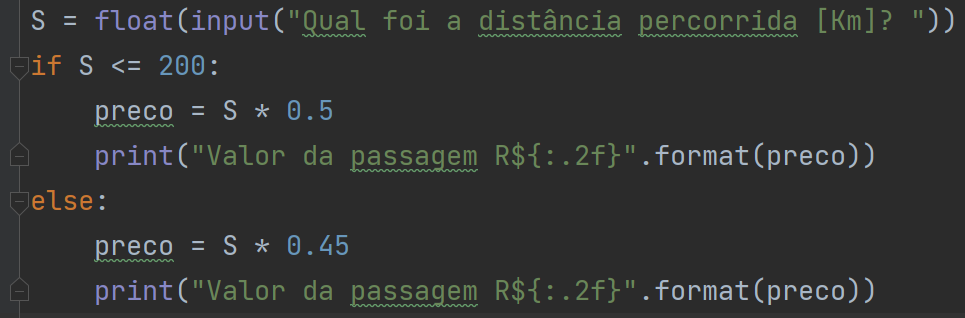 S = float(input("Qual foi a distância percorrida [Km]? "))
if S <= 200:
    preco = S * 0.5
    print("Valor da passagem R${:.2f}".format(preco))
else:
    preco = S * 0.45
    print("Valor da passagem R${:.2f}".format(preco))